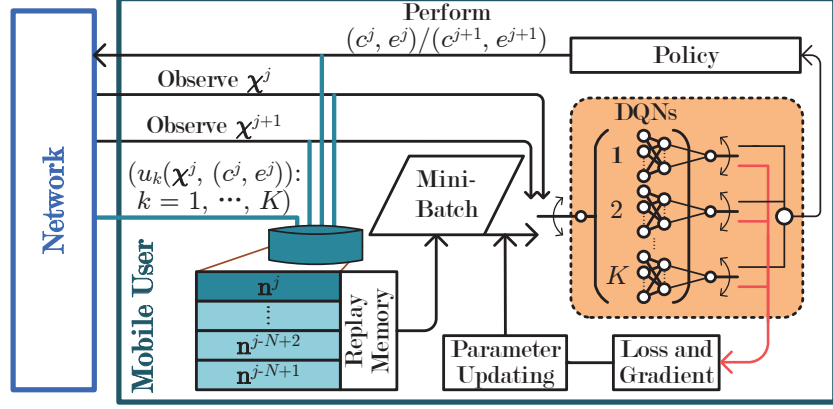 Perform
(c^j, e^j)/(c^{j+1}, e^{j+1})
Policy
Observe χ^j
Observe χ^{j+1}
(u_k(χ^j, (c^j, e^j)):
k = 1, ···, K)
Network
Mobile User
Mini-
Batch
DQNs
1
2
K
n^j
n^{j-N+2}
n^{j-N+1}
Replay
Memory
Parameter
Updating
Loss and
Gradient